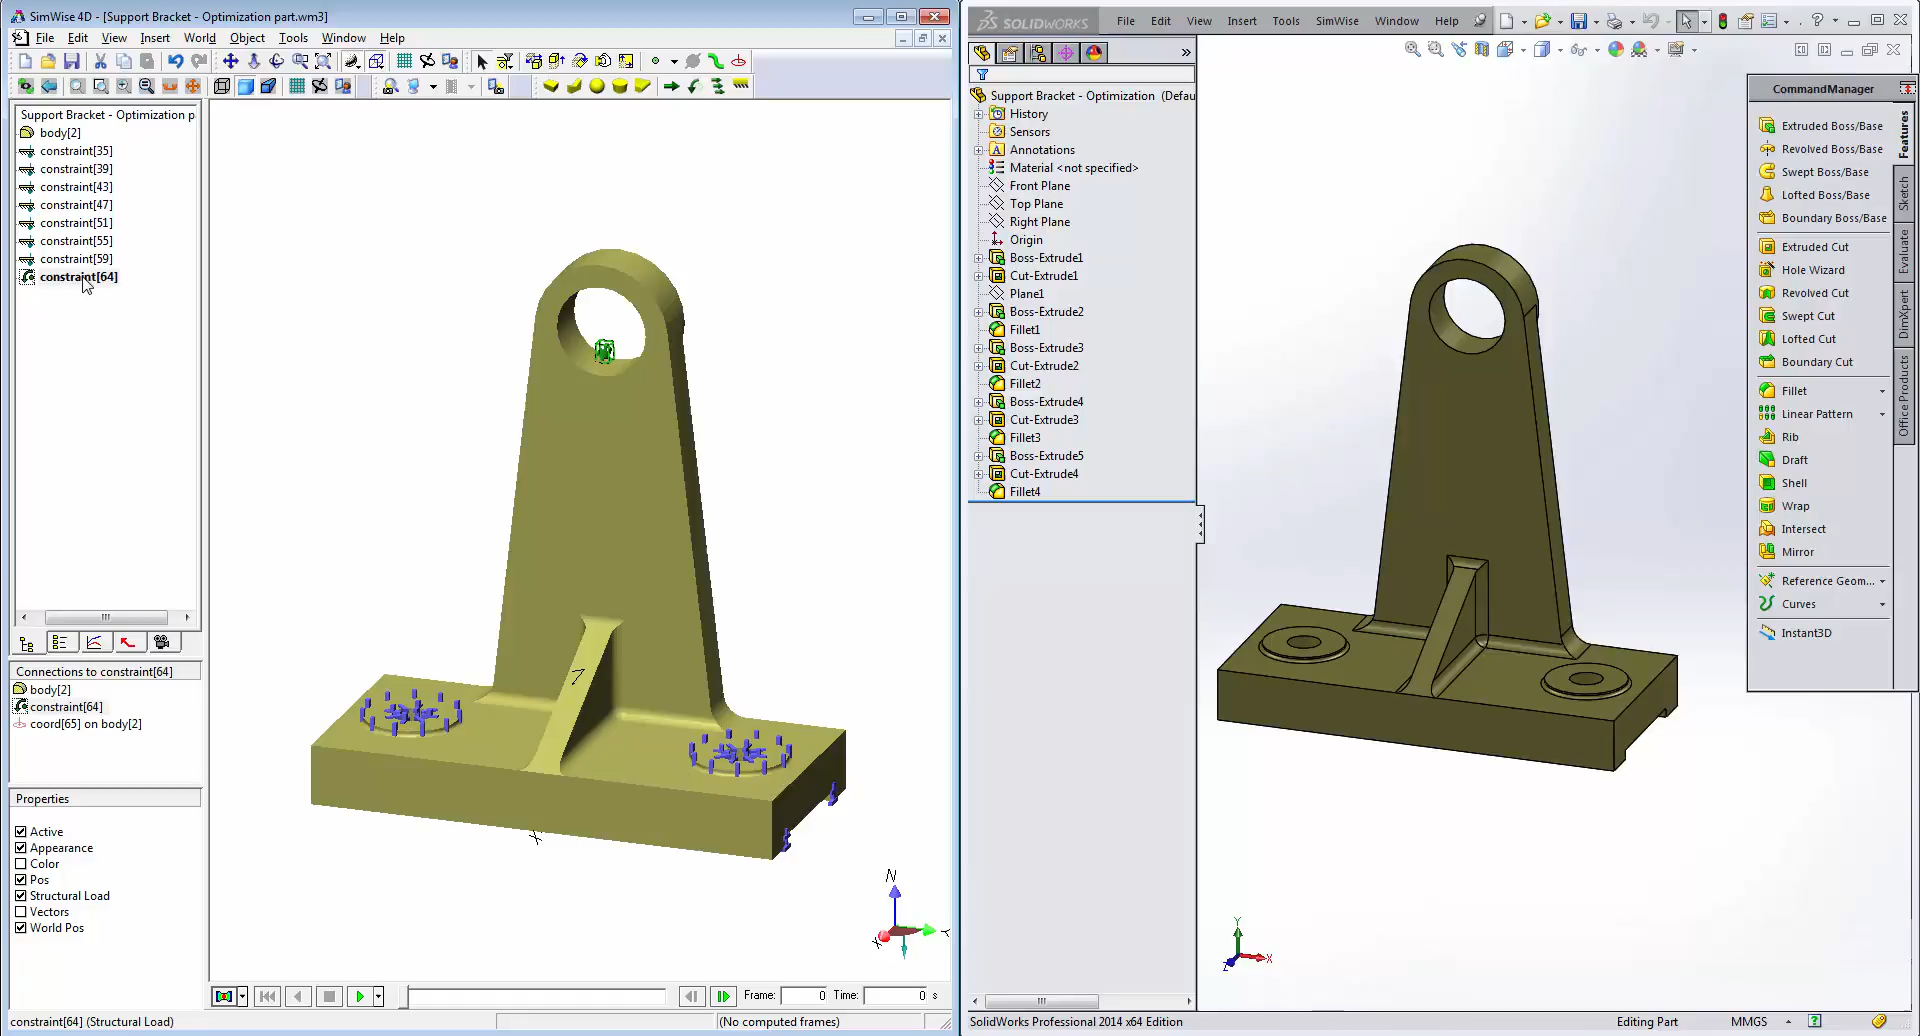 SimWise 4D - [Support Bracket - Optimization part.wm3]
File Edit View Insert World Object Tools Window Help
Support Bracket - Optimization p
body[2]
constraint[35]
constraint[39]
constraint[43]
constraint[47]
constraint[51]
constraint[55]
constraint[59]
constraint[64]
Connections to constraint[64]
body[2]
constraint[64]
coord[65] on body[2]
Properties
Active
Appearance
Color
Pos
Structural Load
Vectors
World Pos
X
N
X
Y
Frame: 0 Time: 0 s
constraint[64] (Structural Load)
(No computed frames)
SOLIDWORKS File Edit View Insert Tools SimWise Window Help
Support Bracket - Optimization (Defau
History
Sensors
Annotations
Material <not specified>
Front Plane
Top Plane
Right Plane
Origin
Boss-Extrude1
Cut-Extrude1
Plane1
Boss-Extrude2
Fillet1
Boss-Extrude3
Cut-Extrude2
Fillet2
Boss-Extrude4
Cut-Extrude3
Fillet3
Boss-Extrude5
Cut-Extrude4
Fillet4
Y
X
Z
CommandManager
Extruded Boss/Base
Revolved Boss/Base
Swept Boss/Base
Lofted Boss/Base
Boundary Boss/Base
Extruded Cut
Hole Wizard
Revolved Cut
Swept Cut
Lofted Cut
Boundary Cut
Fillet
Linear Pattern
Rib
Draft
Shell
Wrap
Intersect
Mirror
Reference Geom...
Curves
Instant3D
Features
Sketch
Evaluate
DimXpert
Office Products
SolidWorks Professional 2014 x64 Edition
Editing Part
MMGS